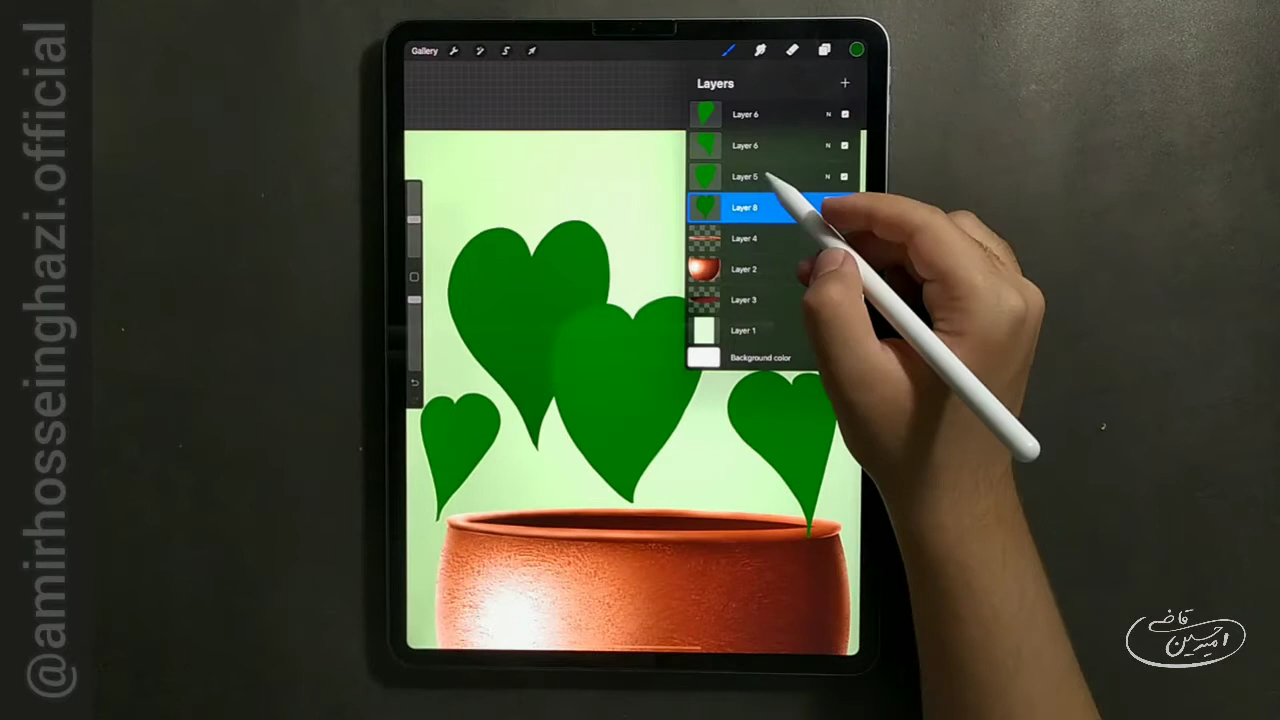 @amirhosseinghazi.official
Gallery
Layers
Layer 6
N
Layer 6
N
Layer 5
N
Layer 8
Layer 4
Layer 2
Layer 3
Layer 1
Background color
امیرحسین قاضی